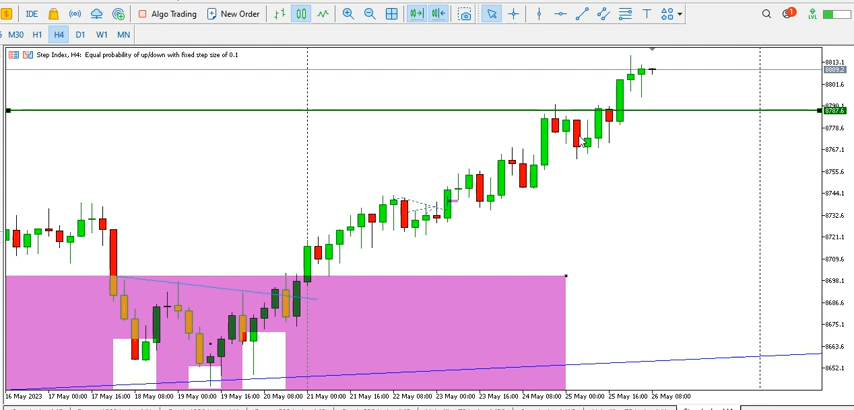 IDE
Algo Trading
New Order
1
LVL
M30 H1 H4 D1 W1 MN
Step Index, H4: Equal probability of up/down with fixed step size of 0.1
8813.1
8809.2
8801.6
8790.1
8787.6
8778.6
8767.1
8755.6
8744.1
8732.6
8721.1
8709.6
8698.1
8686.6
8675.1
8663.6
8652.1
16 May 2023 17 May 00:00 17 May 16:00 18 May 08:00 19 May 00:00 19 May 16:00 20 May 08:00 21 May 00:00 21 May 16:00 22 May 08:00 23 May 00:00 23 May 16:00 24 May 08:00 25 May 00:00 25 May 16:00 26 May 08:00